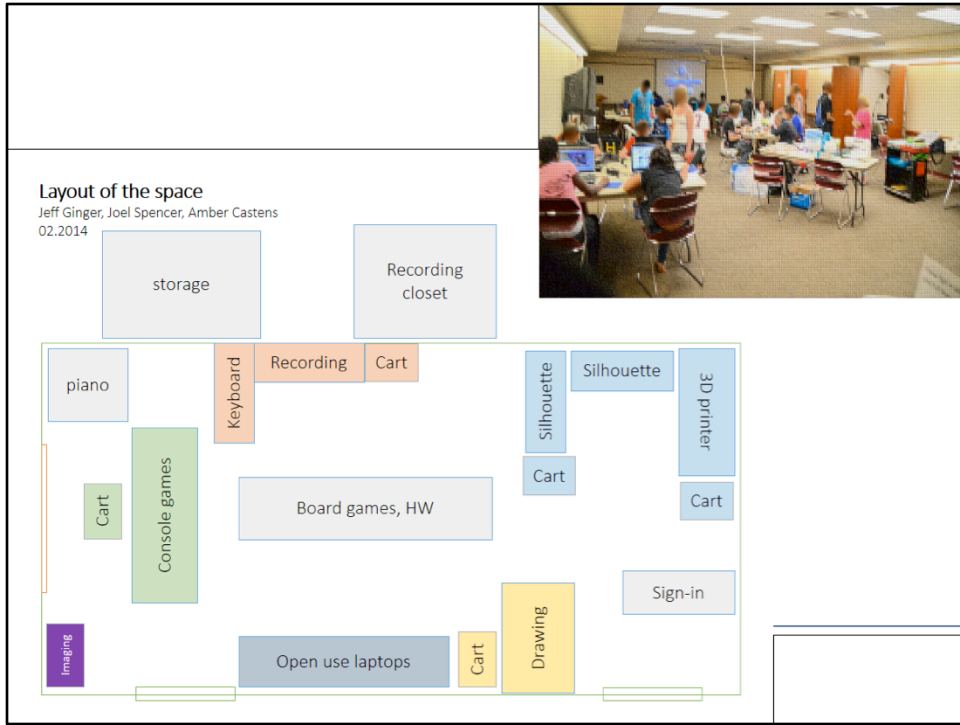 Layout of the space
Jeff Ginger, Joel Spencer, Amber Castens
02.2014
storage
Recording
closet
piano
Keyboard
Recording
Cart
Silhouette
Silhouette
3D printer
Cart
Cart
Cart
Console games
Board games, HW
Sign-in
Imaging
Open use laptops
Cart
Drawing